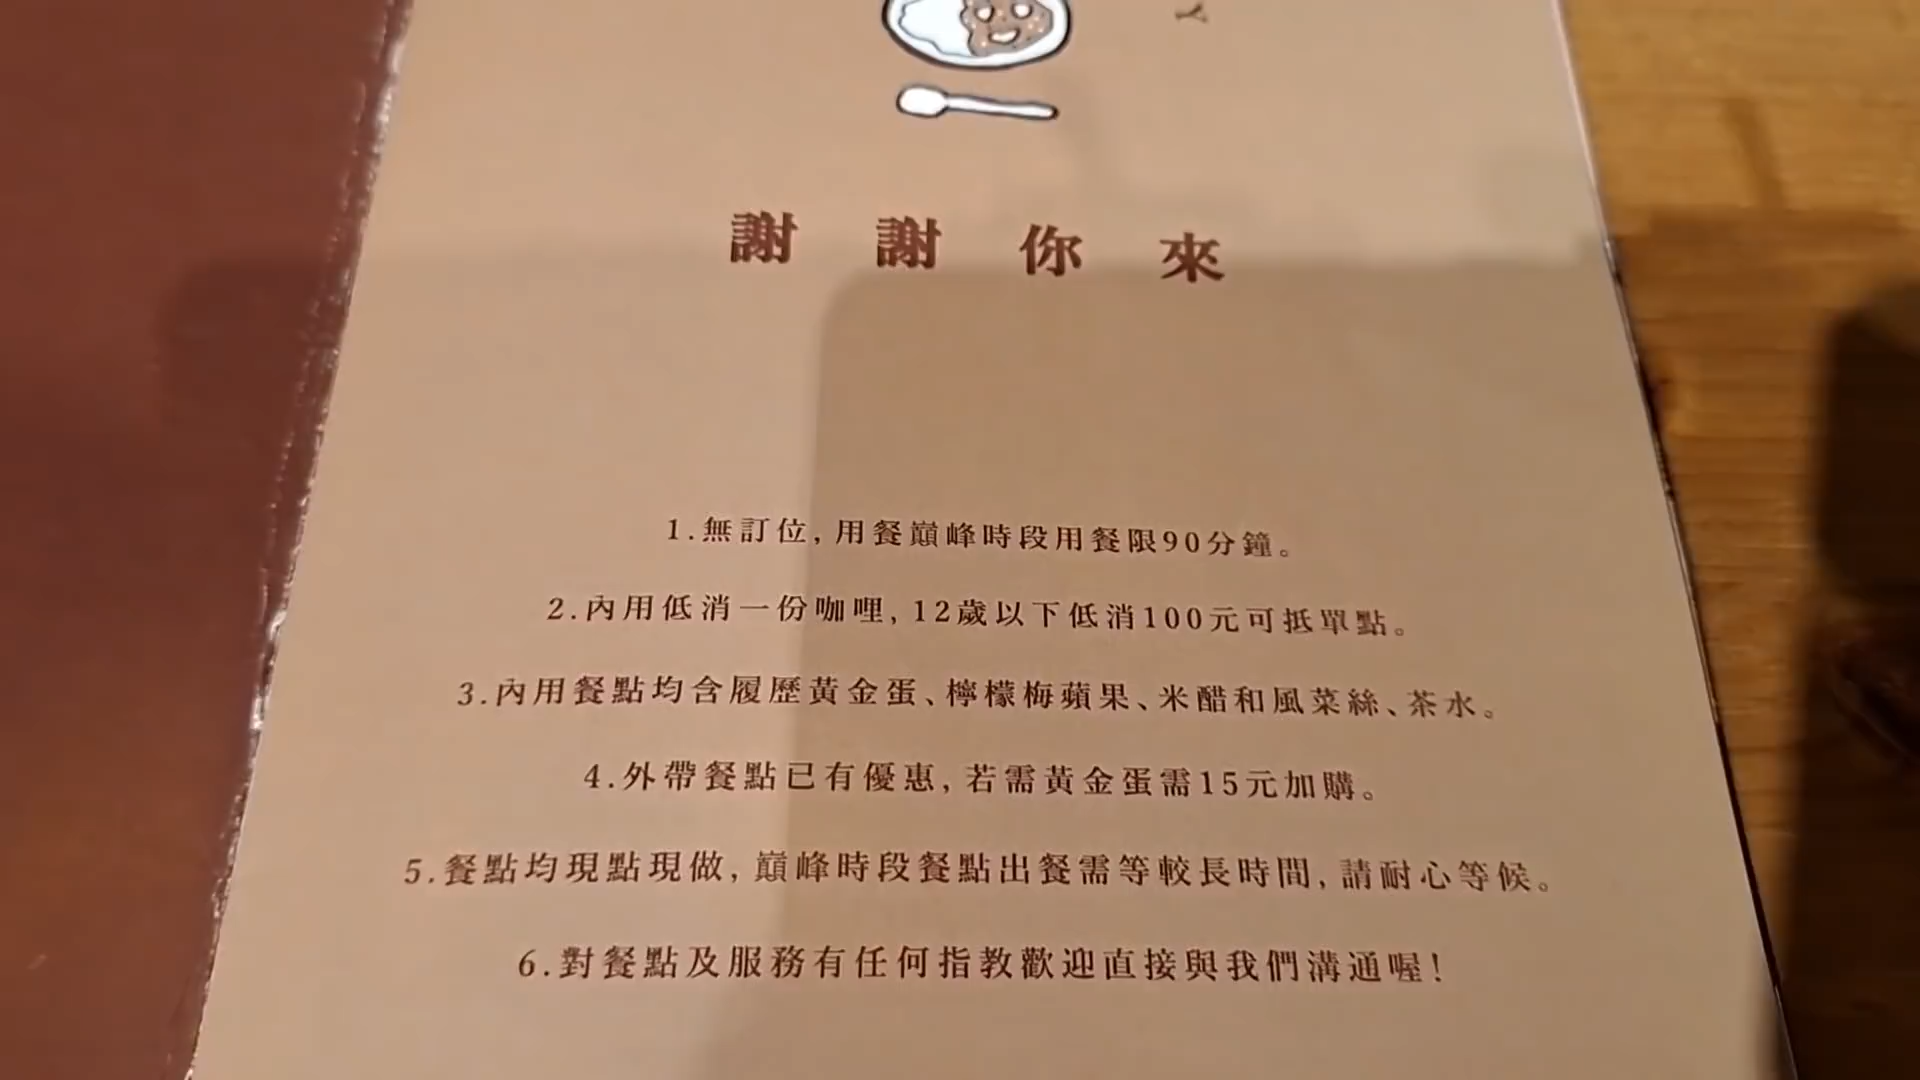 Y
謝謝你來
1.無訂位,用餐巔峰時段用餐限90分鐘。
2.內用低消一份咖哩,12歲以下低消100元可抵單點。
3.內用餐點均含履歷黃金蛋、檸檬梅蘋果、米醋和風菜絲、茶水。
4.外帶餐點已有優惠,若需黃金蛋需15元加購。
5.餐點均現點現做,巔峰時段餐點出餐需等較長時間,請耐心等候。
6.對餐點及服務有任何指教歡迎直接與我們溝通喔!